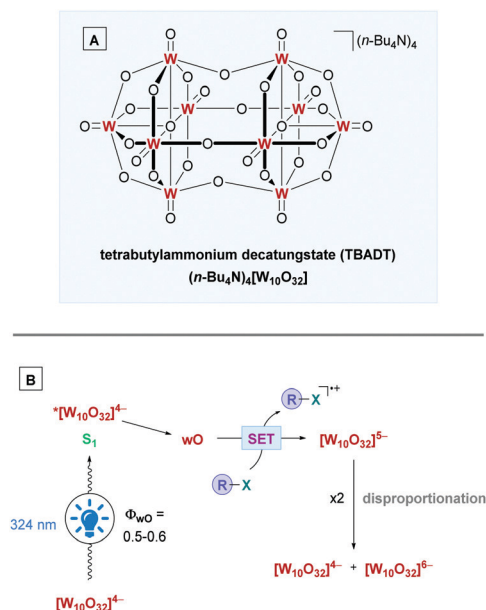 A
(n-Bu₄N)₄
O O
W O W
O O O O
O O
O W W O
O=W O O W=O
O W O W O
O O O O
O O
W O W
O O
tetrabutylammonium decatungstate (TBADT)
(n-Bu₄N)₄[W₁₀O₃₂]
B
R–X •+
*[W₁₀O₃₂]⁴⁻
S₁
wO
SET
[W₁₀O₃₂]⁵⁻
R–X
324 nm
Φ_wO =
0.5-0.6
x2 disproportionation
[W₁₀O₃₂]⁴⁻ + [W₁₀O₃₂]⁶⁻
[W₁₀O₃₂]⁴⁻